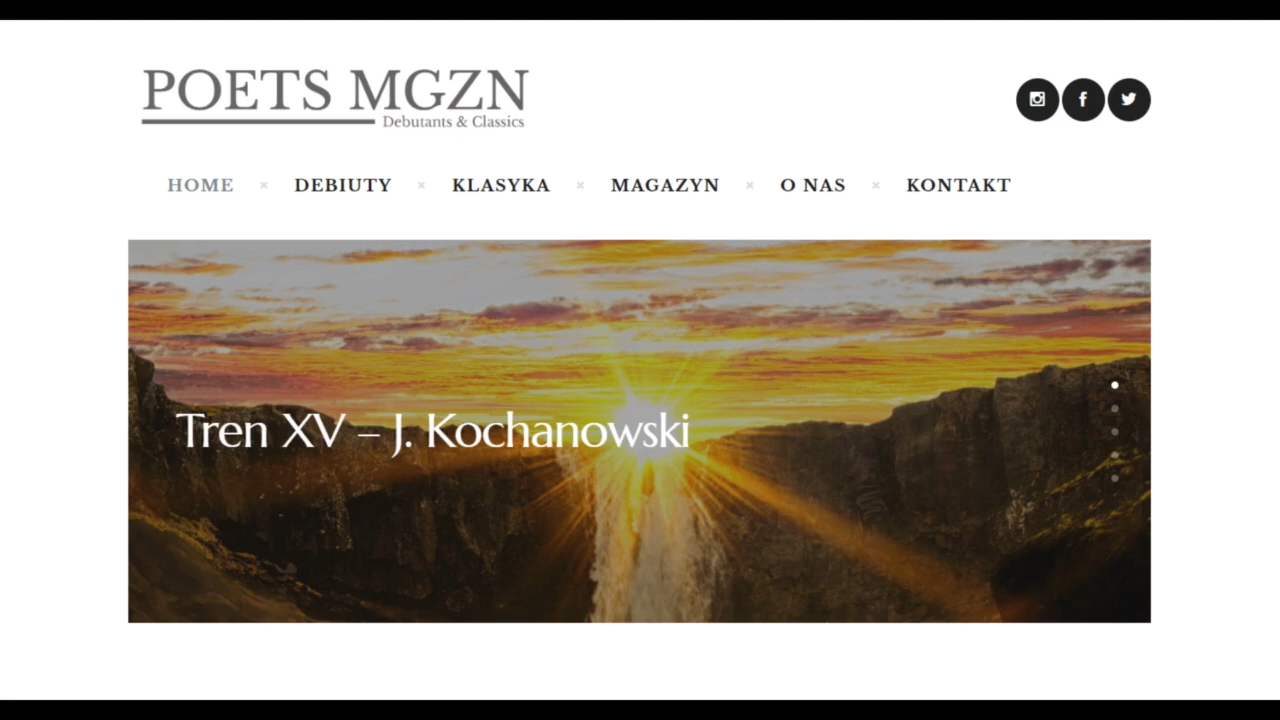 POETS MGZN
Debutants & Classics
HOME × DEBIUTY × KLASYKA × MAGAZYN × O NAS × KONTAKT
Tren XV – J. Kochanowski